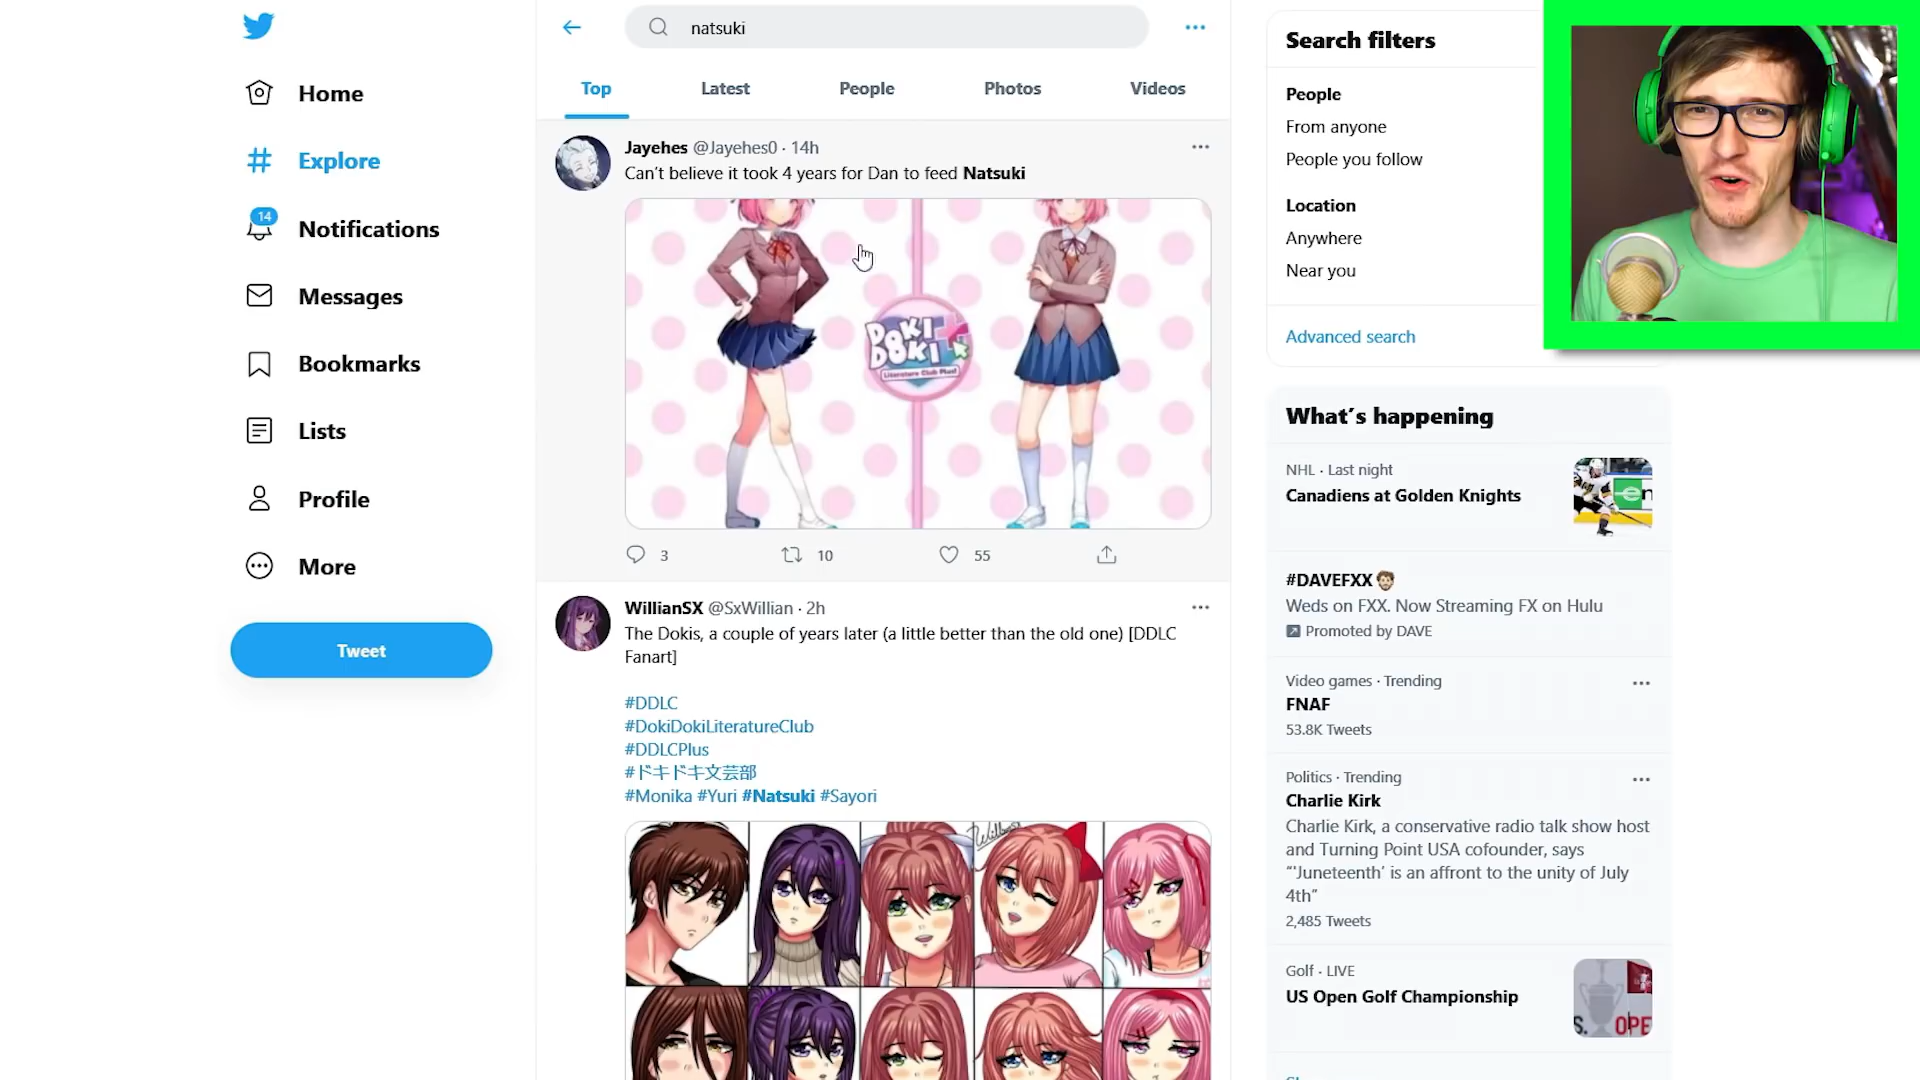 Home
Explore
14
Notifications
Messages
Bookmarks
Lists
Profile
More
Tweet
natsuki
Top
Latest
People
Photos
Videos
Jayehes @Jayehes0 · 14h
Can't believe it took 4 years for Dan to feed Natsuki
DOKI
DOKI
Literature Club Plus!
3
10
55
WillianSX @SxWillian · 2h
The Dokis, a couple of years later (a little better than the old one) [DDLC
Fanart]
#DDLC
#DokiDokiLiteratureClub
#DDLCPlus
#ドキドキ文芸部
#Monika #Yuri #Natsuki #Sayori
Search filters
People
From anyone
People you follow
Location
Anywhere
Near you
Advanced search
What's happening
NHL · Last night
Canadiens at Golden Knights
#DAVEFXX
Weds on FXX. Now Streaming FX on Hulu
Promoted by DAVE
Video games · Trending
FNAF
53.8K Tweets
Politics · Trending
Charlie Kirk
Charlie Kirk, a conservative radio talk show host
and Turning Point USA cofounder, says
"'Juneteenth' is an affront to the unity of July
4th"
2,485 Tweets
Golf · LIVE
US Open Golf Championship
S. OPE